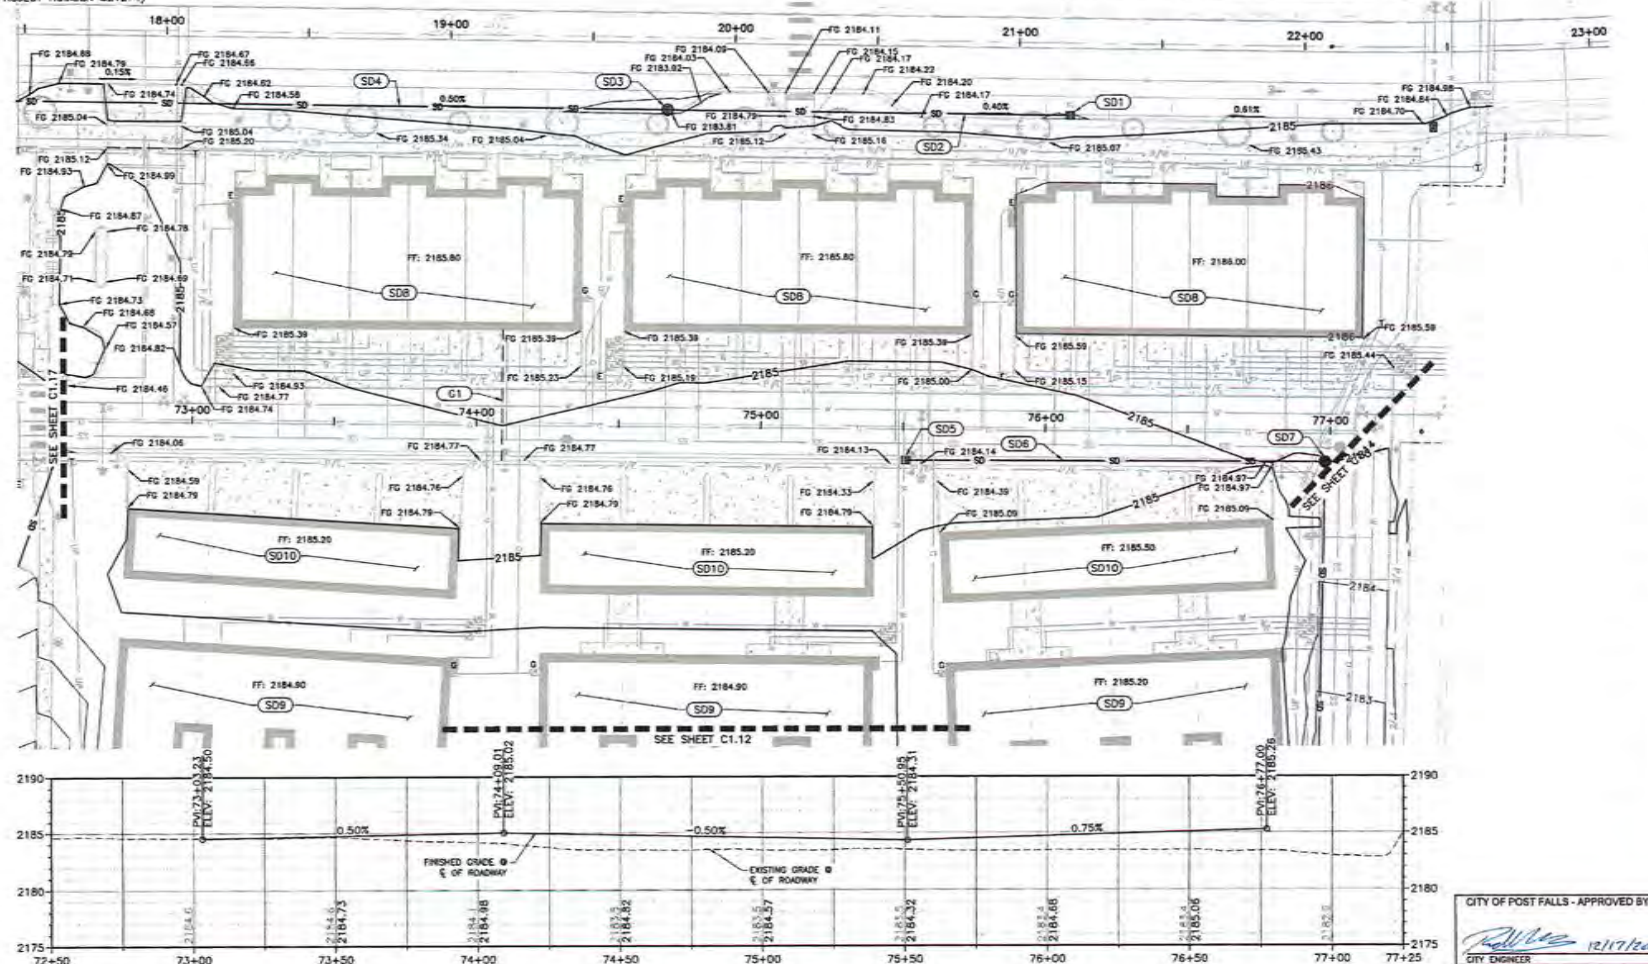 18+00 19+00 20+00 21+00 22+00 23+00
FG 2184.88
FG 2184.79
0.15%
FG 2184.67
FG 2184.66
FG 2184.62
FG 2184.74
FG 2184.58
SD4
0.50%
SD3
FG 2184.09
FG 2184.03
FG 2183.92
FG 2184.11
FG 2184.15
FG 2184.17
FG 2184.22
FG 2184.20
FG 2184.17
0.40%
SD1
0.61%
FG 2184.98
FG 2184.84
FG 2184.70
FG 2185.04
FG 2185.04
FG 2185.20
FG 2185.34
FG 2185.04
FG 2184.79
FG 2183.81
FG 2185.12
FG 2184.83
FG 2185.16
SD2
FG 2185.07
2185
FG 2185.43
FG 2185.12
FG 2184.93
FG 2184.99
2185
FG 2184.87
FG 2184.78
FG 2184.79
FG 2184.71
FG 2184.69
2185
FG 2184.73
FG 2184.68
FG 2184.57
FG 2184.82
2186
FF: 2185.80
SD8
FF: 2185.80
SD8
FF: 2186.00
SD8
FG 2185.39
FG 2185.39
FG 2185.39
FG 2185.39
FG 2185.59
2186
FG 2185.59
FG 2185.44
FG 2184.46
FG 2184.93
FG 2184.77
FG 2184.74
FG 2185.23
FG 2185.19
2185
FG 2185.00
FG 2185.15
G1
SEE SHEET C1.17
73+00 74+00 75+00 76+00 77+00
2185
FG 2184.06
FG 2184.77
FG 2184.77
FG 2184.13
SD5
FG 2184.14
SD6
SD7
FG 2184.59
FG 2184.79
FG 2184.76
FG 2184.76
FG 2184.79
FG 2184.33
FG 2184.39
FG 2184.97
FG 2184.97
FG 2184.79
FG 2184.79
FG 2185.09
FG 2185.09
2185
SEE SHEET
FF: 2185.20
SD10
2185
FF: 2185.20
SD10
FF: 2185.50
SD10
2184
FF: 2184.90
SD9
FF: 2184.90
SD9
FF: 2185.20
SD9
2183
SEE SHEET C1.12
2190
2185
2180
2175
PVI:73+03.23
ELEV: 2184.50
0.50%
PVI:74+09.01
ELEV: 2185.02
-0.50%
PVI:75+50.95
ELEV: 2184.31
0.75%
PVI:76+77.00
ELEV: 2185.26
FINISHED GRADE @
℄ OF ROADWAY
EXISTING GRADE @
℄ OF ROADWAY
2190
2185
2180
2175
2184.6
2184.73
2184.98
2184.82
2184.57
2184.32
2184.68
2185.06
72+50 73+00 73+50 74+00 74+50 75+00 75+50 76+00 76+50 77+00 77+25
CITY OF POST FALLS - APPROVED BY
12/17/20
CITY ENGINEER